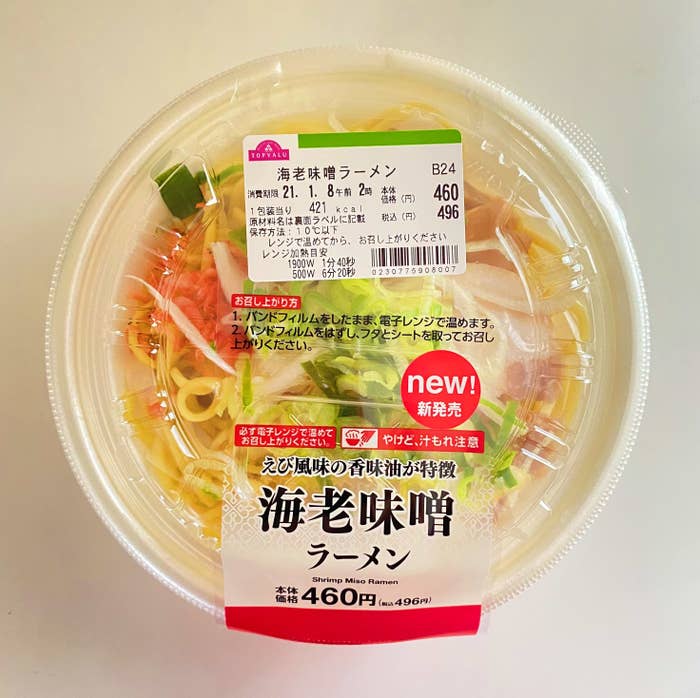 TOPVALU
海老味噌ラーメン B24
消費期限 21. 1. 8 午前 2時 本体価格(円) 460
1包装当り 421 kcal 税込(円) 496
原材料名は裏面ラベルに記載
保存方法:10℃以下
レンジで温めてから、お召し上がりください
レンジ加熱目安
1900W 1分40秒
500W 6分20秒
0230775908007
お召し上がり方
1. バンドフィルムをしたまま、電子レンジで温めます。
2. バンドフィルムをはずし、フタとシートを取ってお召し
上がりください。
new!
新発売
必ず電子レンジで温めて
お召し上がりください。
やけど、汁もれ注意
えび風味の香味油が特徴
海老味噌
ラーメン
Shrimp Miso Ramen
本体価格 460円(税込496円)